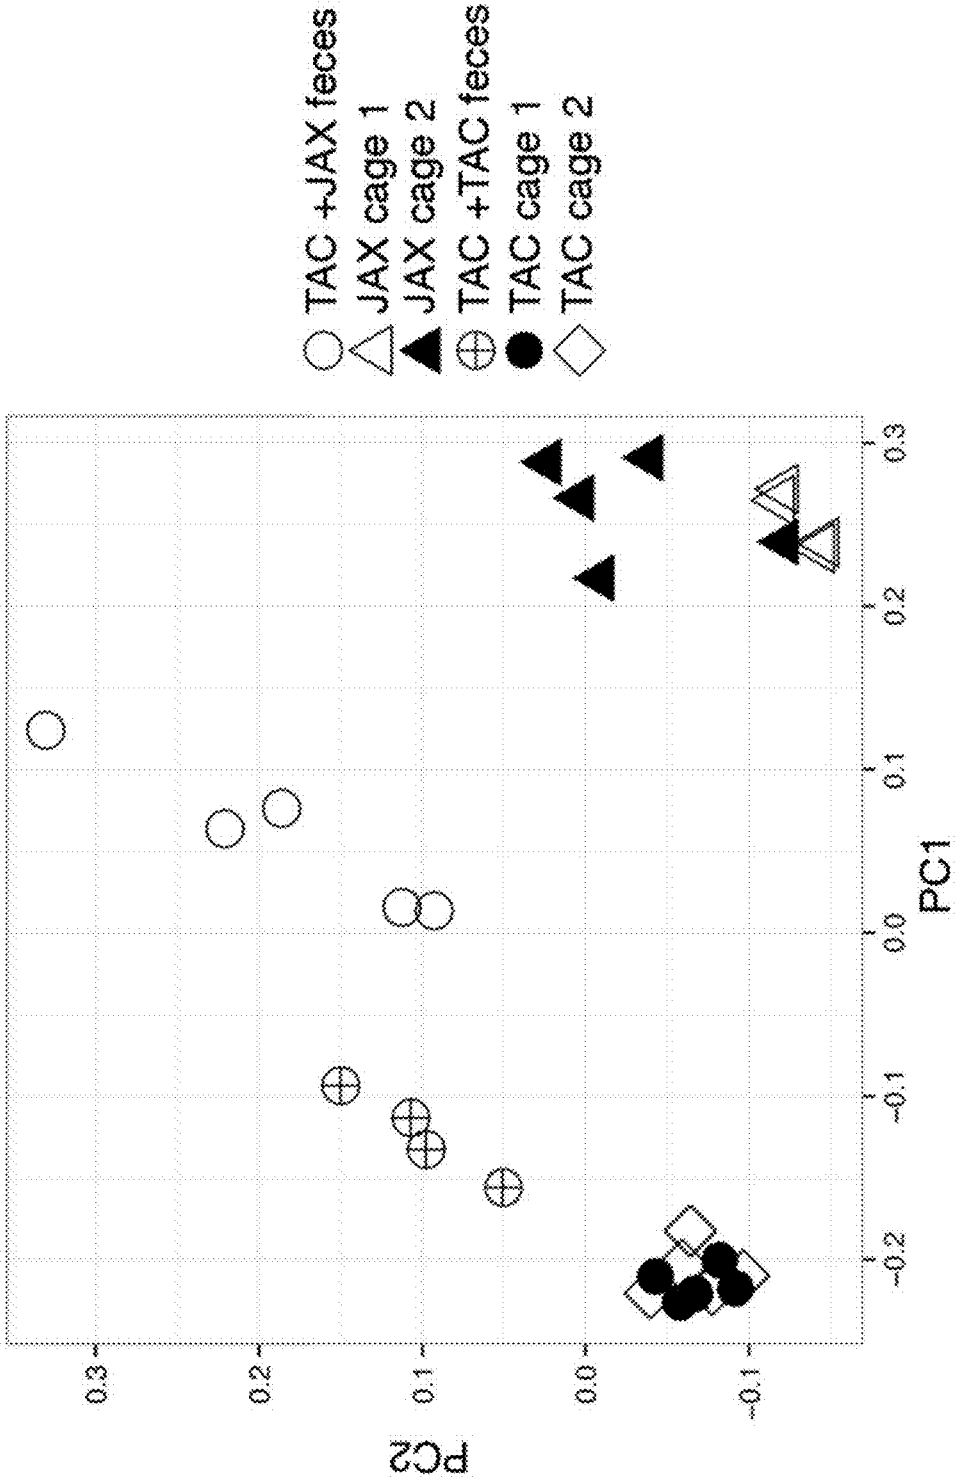 TAC +JAX feces
JAX cage 1
JAX cage 2
TAC +TAC feces
TAC cage 1
TAC cage 2
PC2
0.3
0.2
0.1
0.0
-0.1
-0.2
-0.1
0.0
0.1
0.2
0.3
PC1